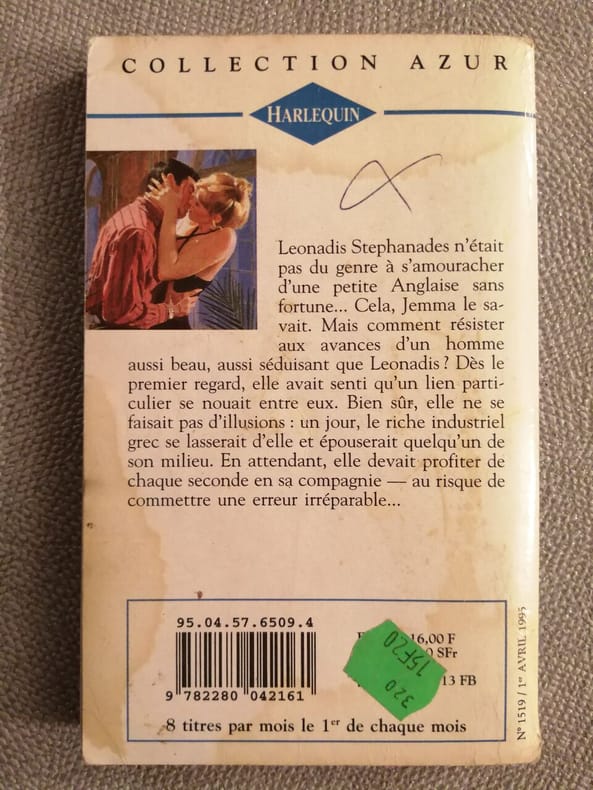 COLLECTION AZUR
HARLEQUIN
Leonadis Stephanades n'était
pas du genre à s'amouracher
d'une petite Anglaise sans
fortune... Cela, Jemma le sa-
vait. Mais comment résister
aux avances d'un homme
aussi beau, aussi séduisant que Leonadis ? Dès le
premier regard, elle avait senti qu'un lien parti-
culier se nouait entre eux. Bien sûr, elle ne se
faisait pas d'illusions : un jour, le riche industriel
grec se lasserait d'elle et épouserait quelqu'un de
son milieu. En attendant, elle devait profiter de
chaque seconde en sa compagnie — au risque de
commettre une erreur irréparable...
95.04.57.6509.4
16,00 F
SFr
13 FB
15F20
320
9 782280 042161
8 titres par mois le 1er de chaque mois
N° 1519 / 1er AVRIL 1995